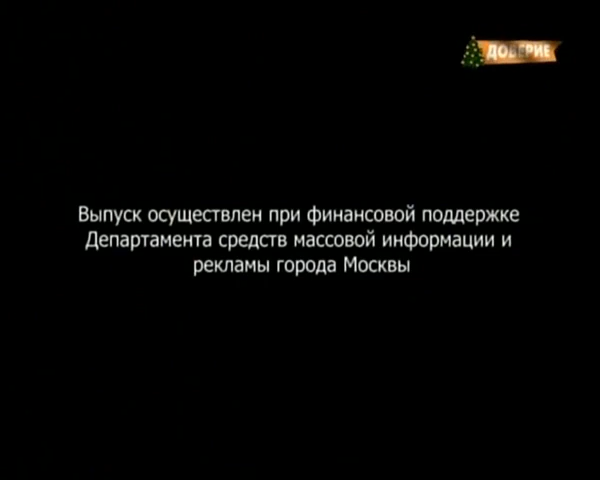 ДОВЕРИЕ
Выпуск осуществлен при финансовой поддержке
Департамента средств массовой информации и
рекламы города Москвы